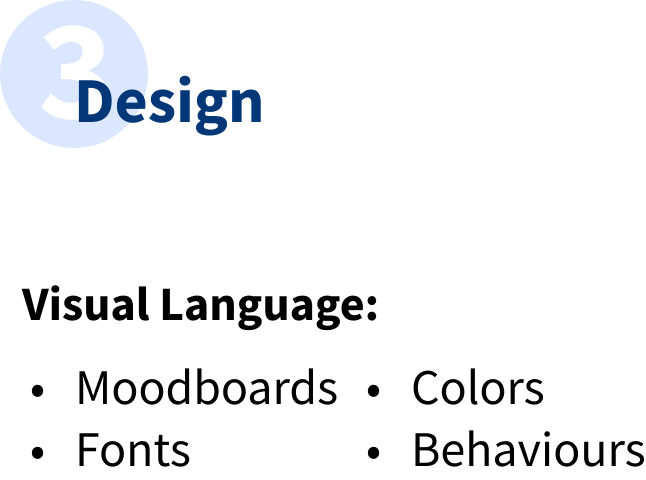 3
Design
Visual Language:
• Moodboards • Colors
• Fonts • Behaviours